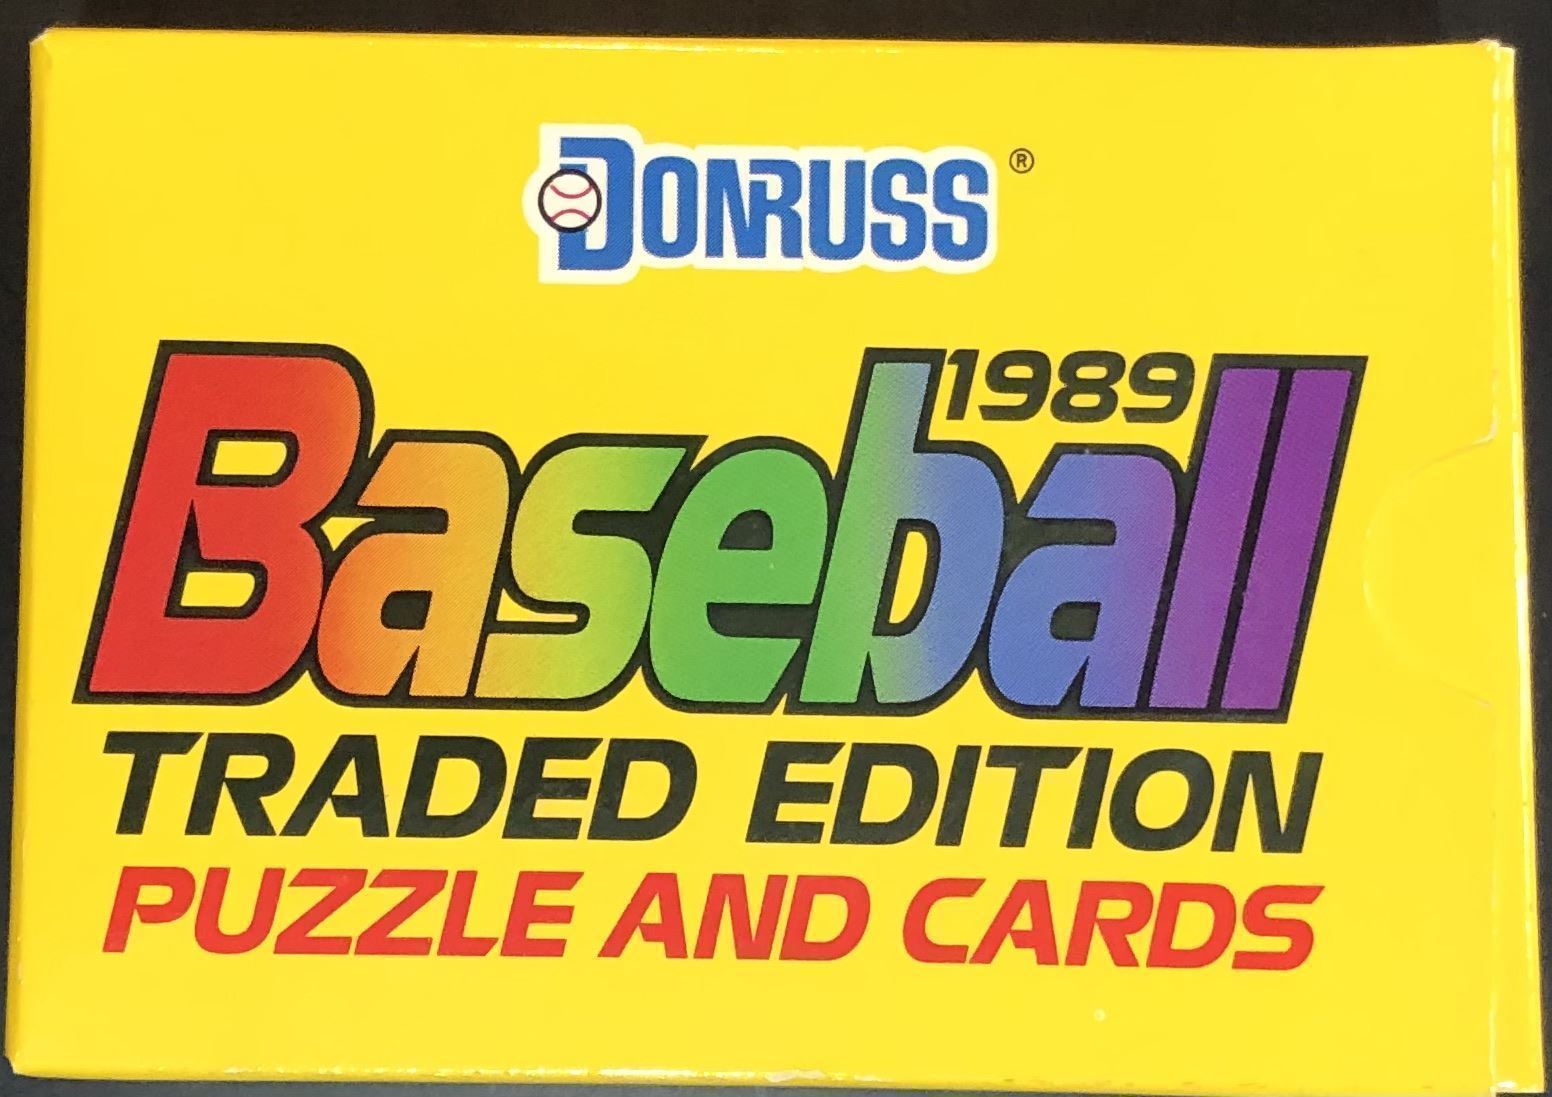 DONRUSS ®
1989
Baseball
TRADED EDITION
PUZZLE AND CARDS